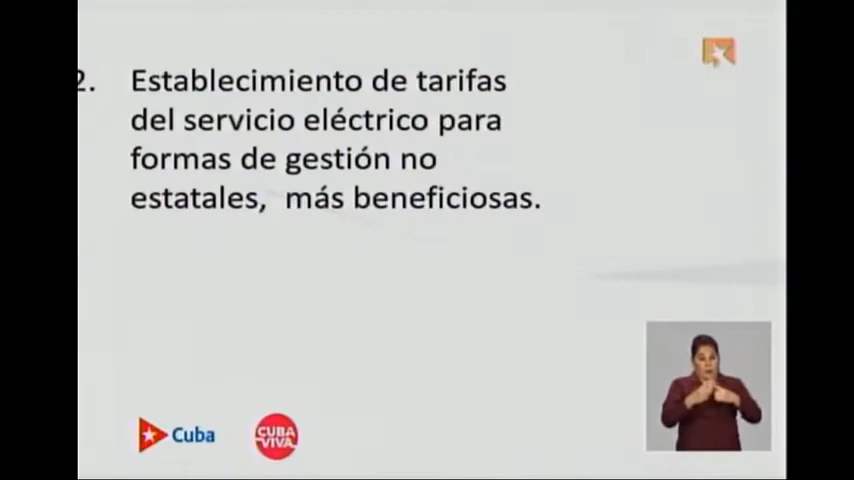 2. Establecimiento de tarifas
del servicio eléctrico para
formas de gestión no
estatales,  más beneficiosas.
Cuba
CUBA
VIVA